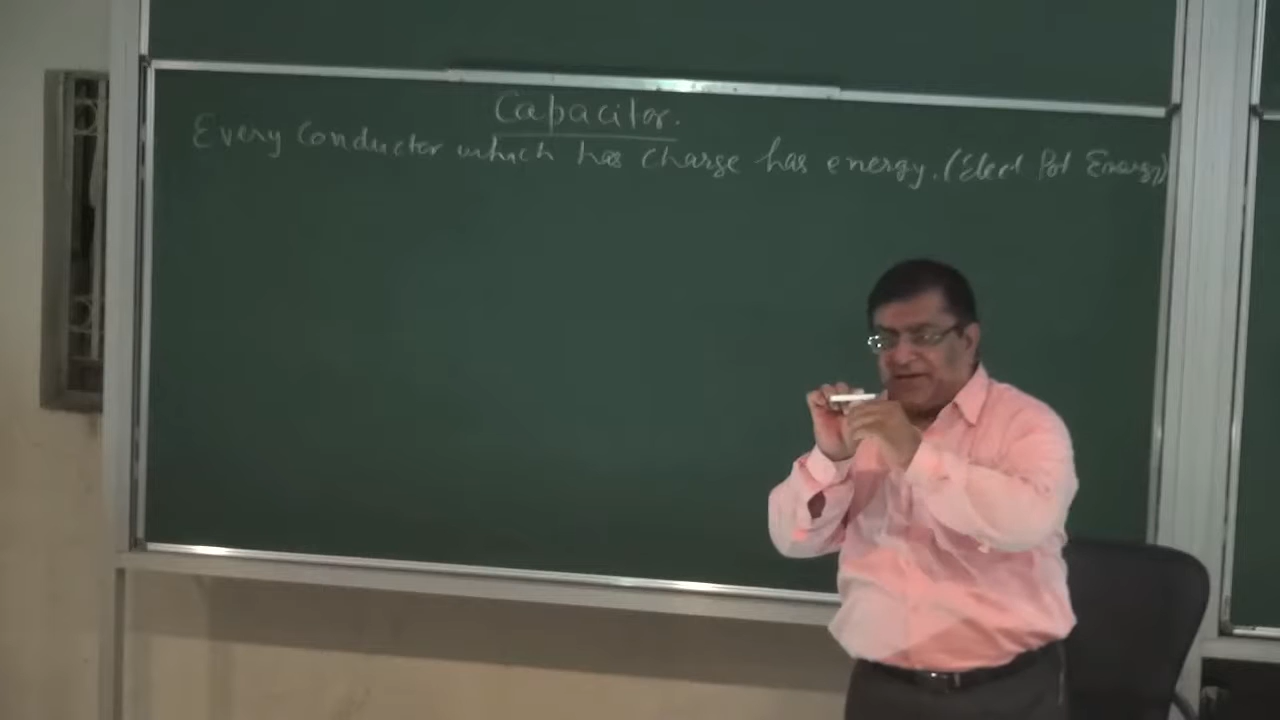 Capacitor.
Every Conductor which has charge has energy. (Elect Pot Energy)